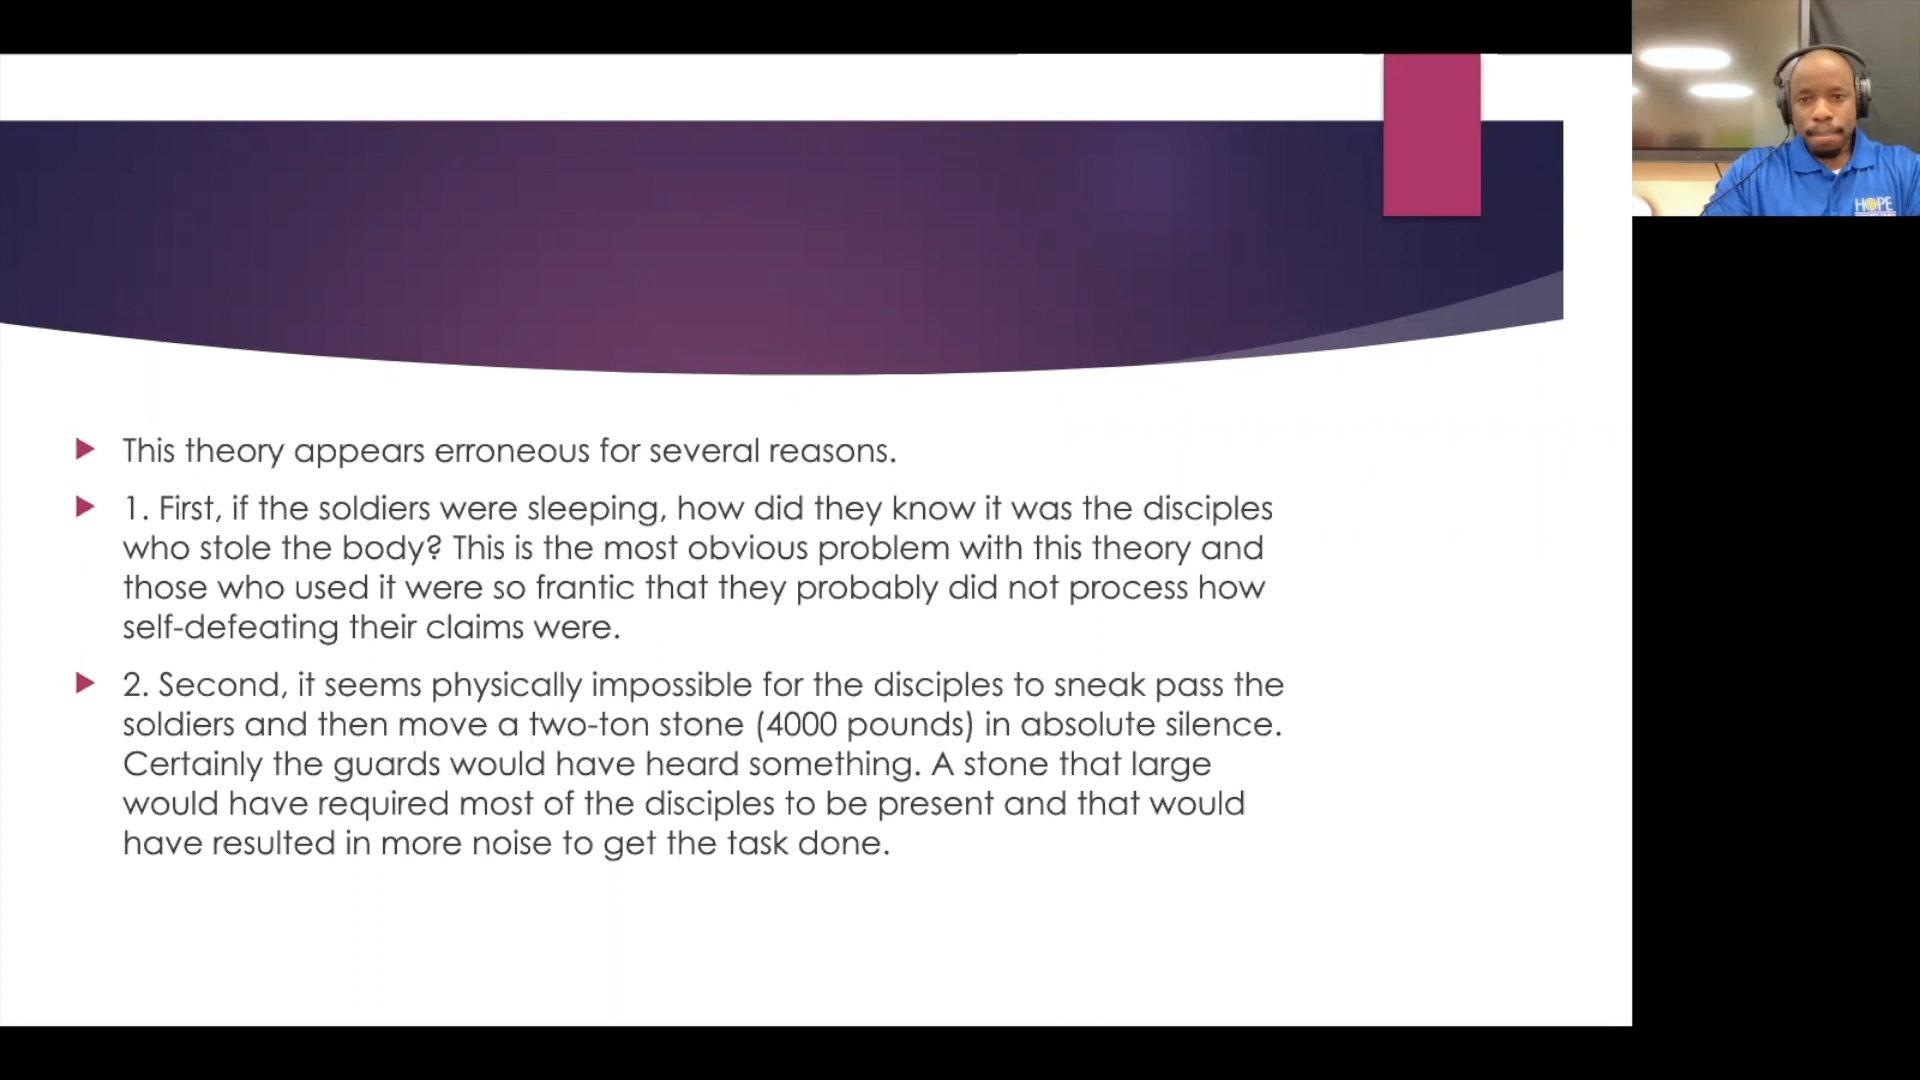 This theory appears erroneous for several reasons.
1. First, if the soldiers were sleeping, how did they know it was the disciples
who stole the body? This is the most obvious problem with this theory and
those who used it were so frantic that they probably did not process how
self-defeating their claims were.
2. Second, it seems physically impossible for the disciples to sneak pass the
soldiers and then move a two-ton stone (4000 pounds) in absolute silence.
Certainly the guards would have heard something. A stone that large
would have required most of the disciples to be present and that would
have resulted in more noise to get the task done.
HOPE